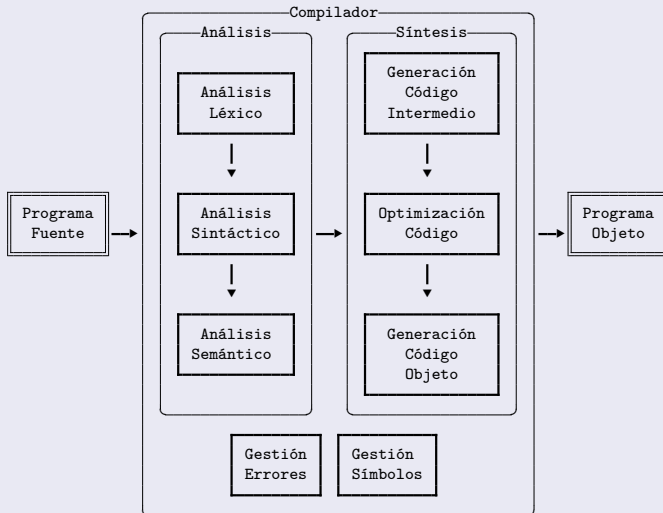 Compilador
Análisis
Síntesis
Análisis
Léxico
Generación
Código
Intermedio
Programa
Fuente
Análisis
Sintáctico
Optimización
Código
Programa
Objeto
Análisis
Semántico
Generación
Código
Objeto
Gestión
Errores
Gestión
Símbolos